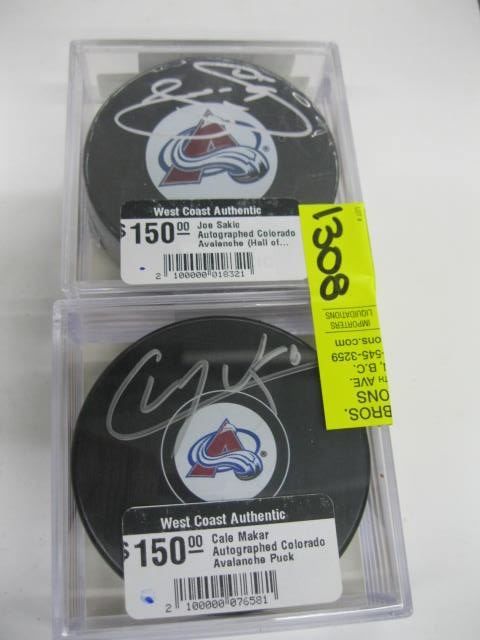 West Coast Authentic
$150.00
Joe Sakic
Autographed Colorado
Avalanche (Hall of...
2 100000 018321
LOT #
1308
IMPORTERS
LIQUIDATIONS
ons.com
-545-3259
, B.C.
TH AVE.
ONS
BROS.
West Coast Authentic
$150.00
Cale Makar
Autographed Colorado
Avalanche Puck
2 100000 076581